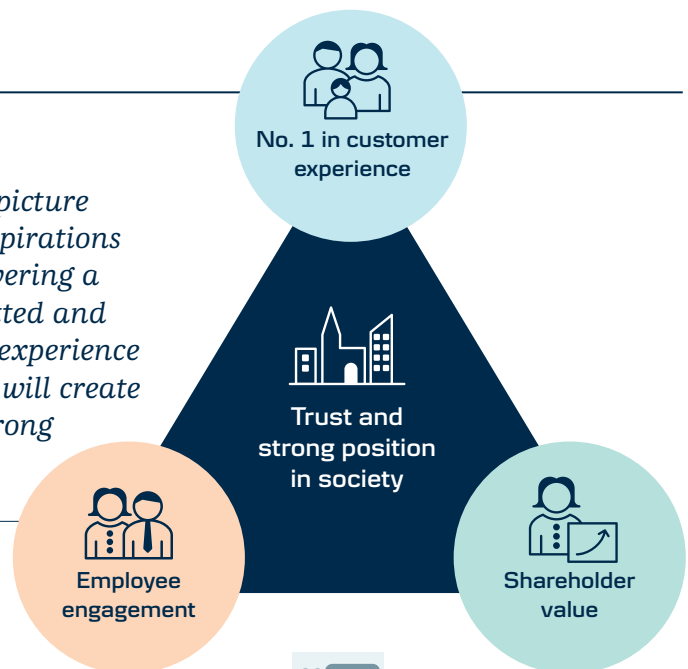 No. 1 in customer
experience
picture
pirations
ering a
ted and
experience
will create
rong
Trust and
strong position
in society
Employee
engagement
Shareholder
value